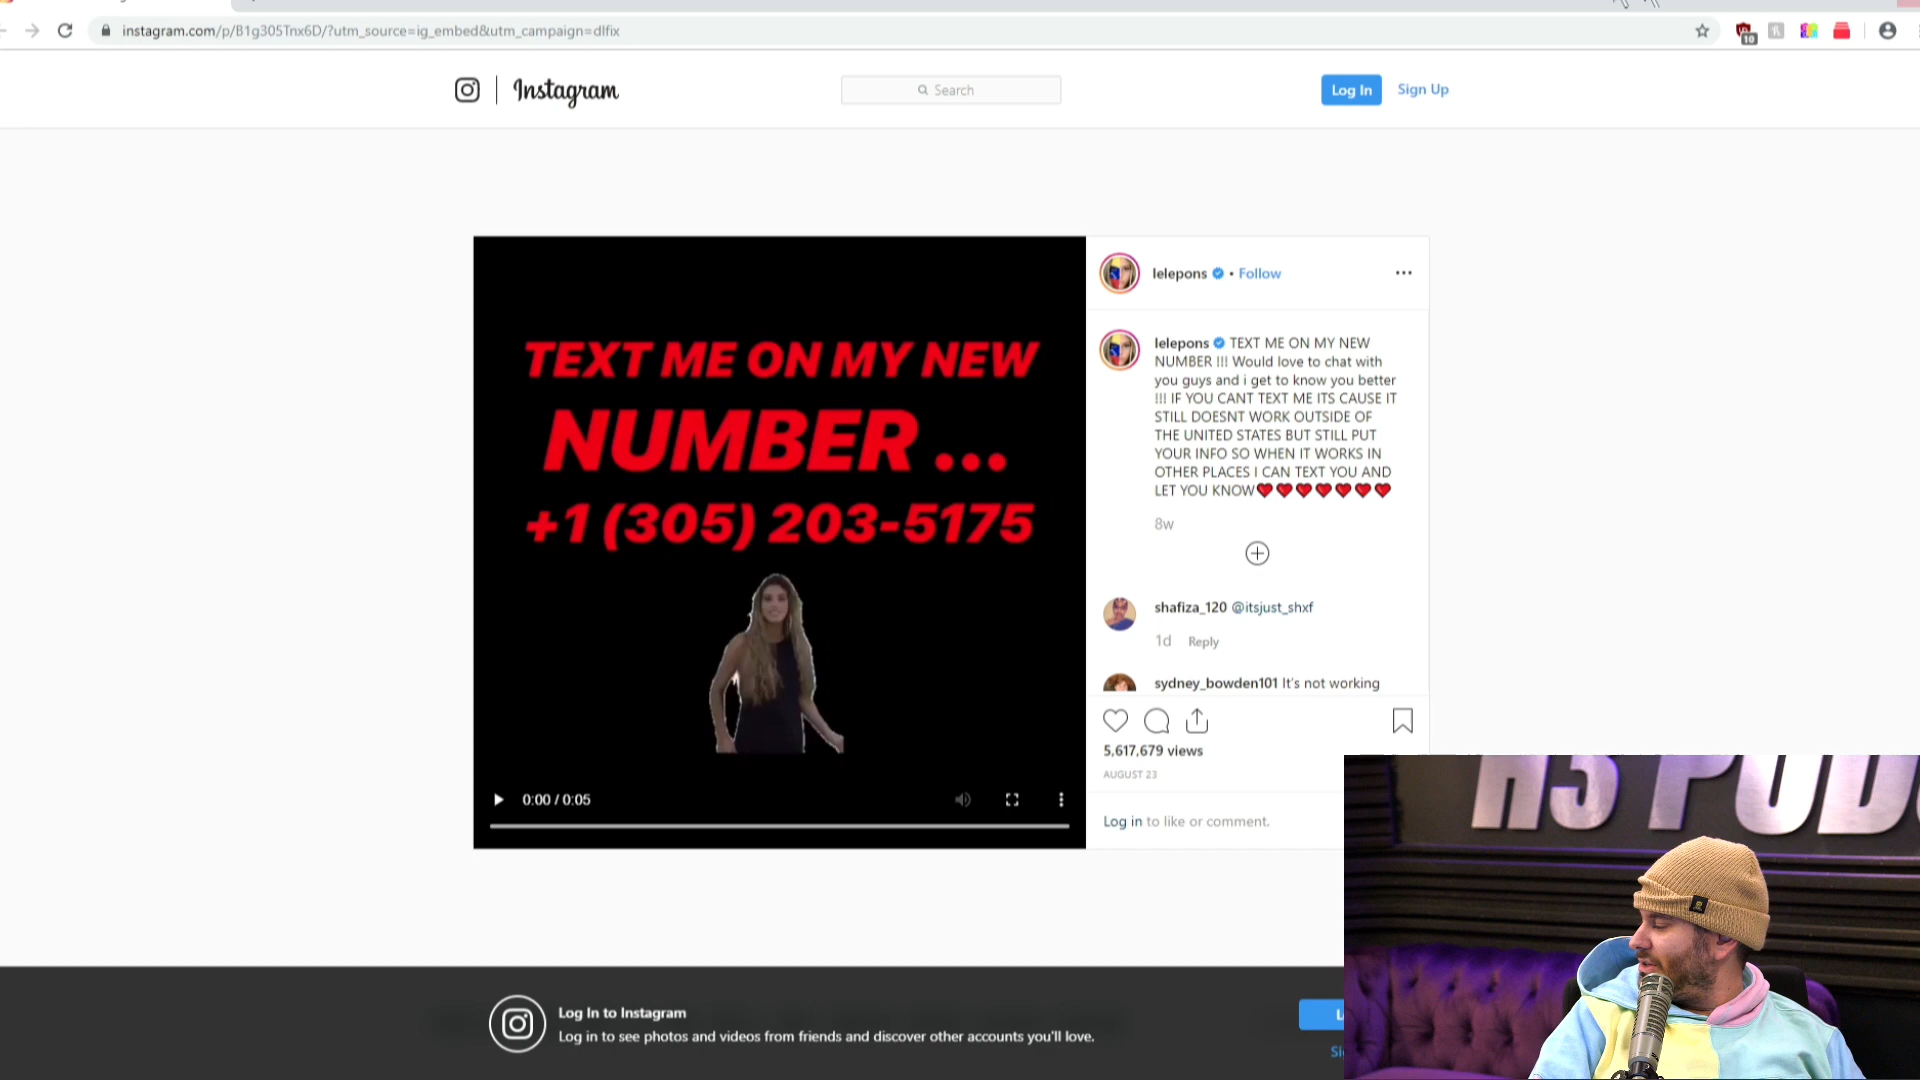 instagram.com/p/B1g305Tnx6D/?utm_source=ig_embed&utm_campaign=dlfix
10
Instagram
Search
Log In
Sign Up
TEXT ME ON MY NEW
NUMBER ...
+1 (305) 203-5175
0:00 / 0:05
lelepons • Follow
lelepons TEXT ME ON MY NEW
NUMBER !!! Would love to chat with
you guys and i get to know you better
!!! IF YOU CANT TEXT ME ITS CAUSE IT
STILL DOESNT WORK OUTSIDE OF
THE UNITED STATES BUT STILL PUT
YOUR INFO SO WHEN IT WORKS IN
OTHER PLACES I CAN TEXT YOU AND
LET YOU KNOW❤❤❤❤❤❤❤
8w
shafiza_120 @itsjust_shxf
1d Reply
sydney_bowden101 It's not working
5,617,679 views
AUGUST 23
Log in to like or comment.
H3 PODC
Log In to Instagram
Log in to see photos and videos from friends and discover other accounts you'll love.
L
Si